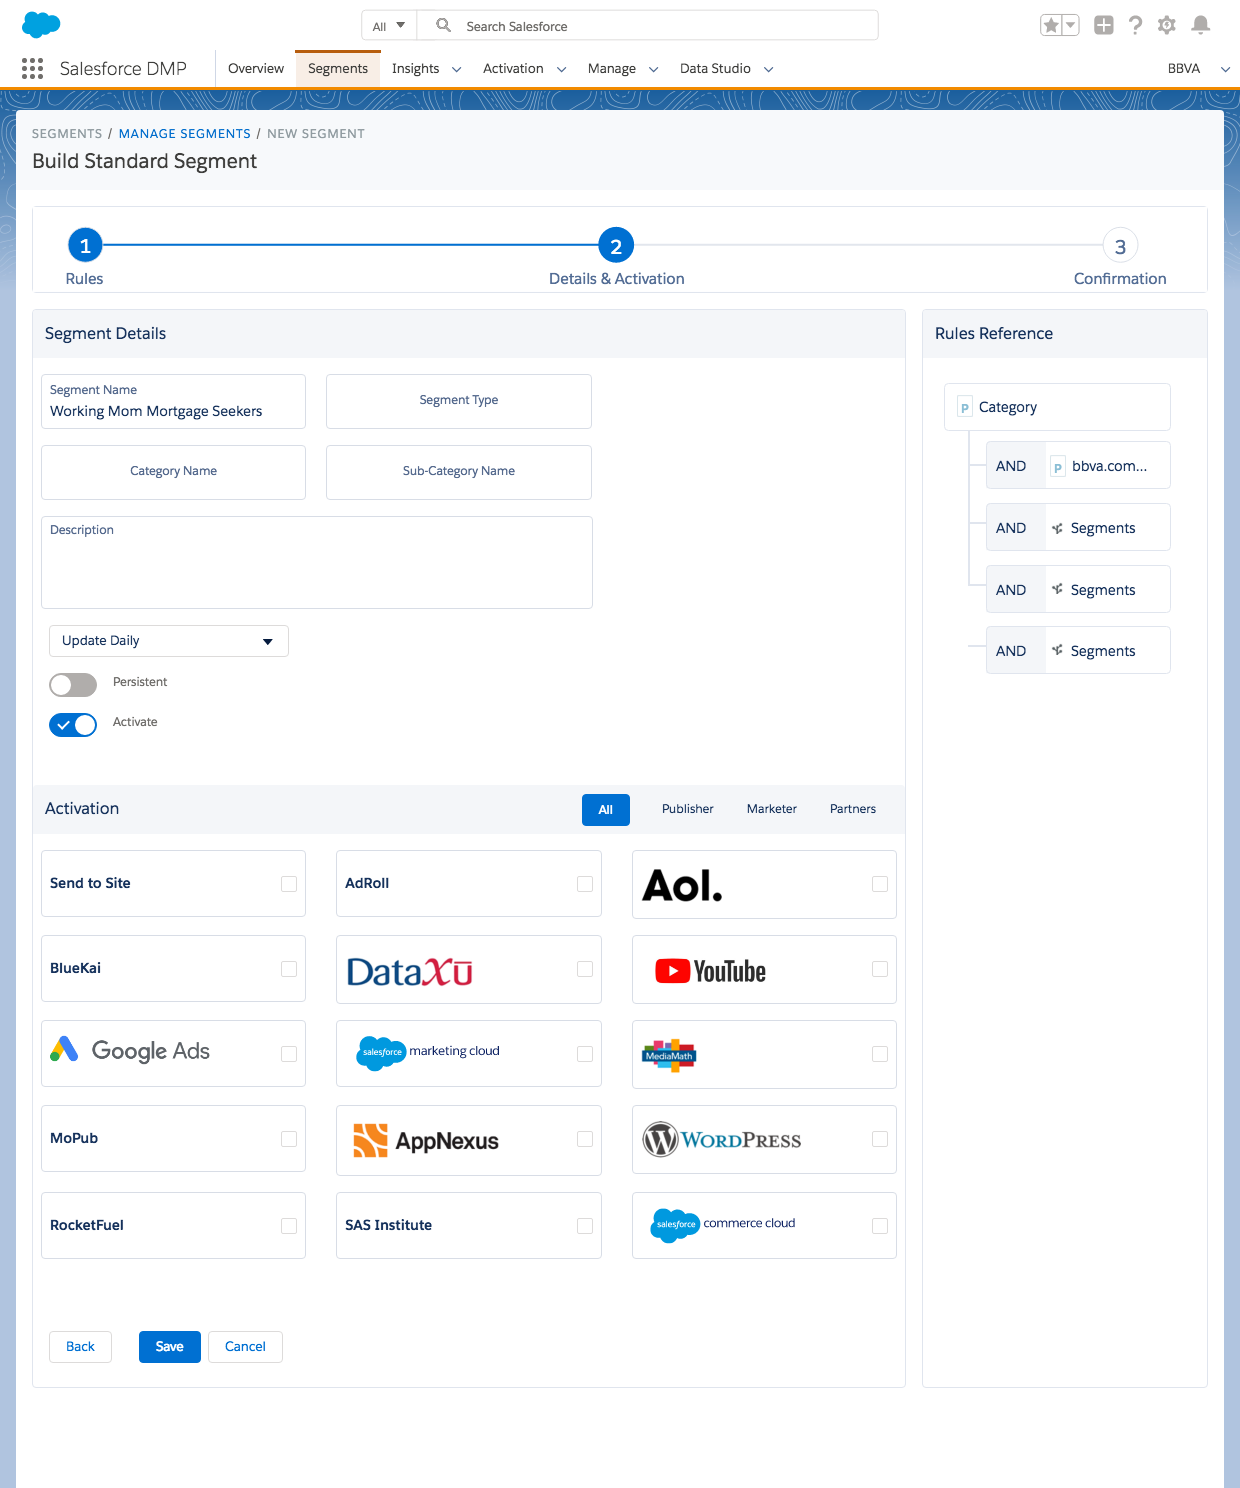 All
Search Salesforce
Salesforce DMP
Overview
Segments
Insights
Activation
Manage
Data Studio
BBVA
SEGMENTS / MANAGE SEGMENTS / NEW SEGMENT
Build Standard Segment
1
2
3
Rules
Details & Activation
Confirmation
Segment Details
Segment Name
Working Mom Mortgage Seekers
Segment Type
Category Name
Sub-Category Name
Description
Update Daily
Persistent
Activate
Rules Reference
P Category
AND P bbva.com...
AND Segments
AND Segments
AND Segments
Activation
All
Publisher
Marketer
Partners
Send to Site
AdRoll
Aol.
BlueKai
DataXu
YouTube
Google Ads
salesforce marketing cloud
MediaMath
MoPub
AppNexus
WORDPRESS
RocketFuel
SAS Institute
salesforce commerce cloud
Back
Save
Cancel